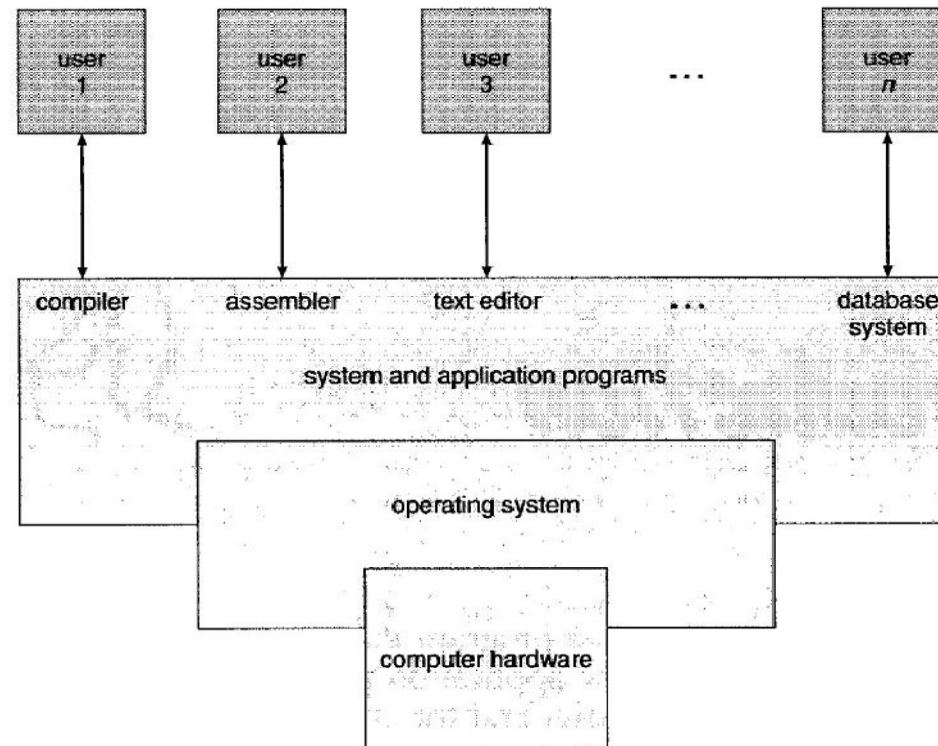 user
1
user
2
user
3
...
user
n
compiler
assembler
text editor
...
database
system
system and application programs
operating system
computer hardware